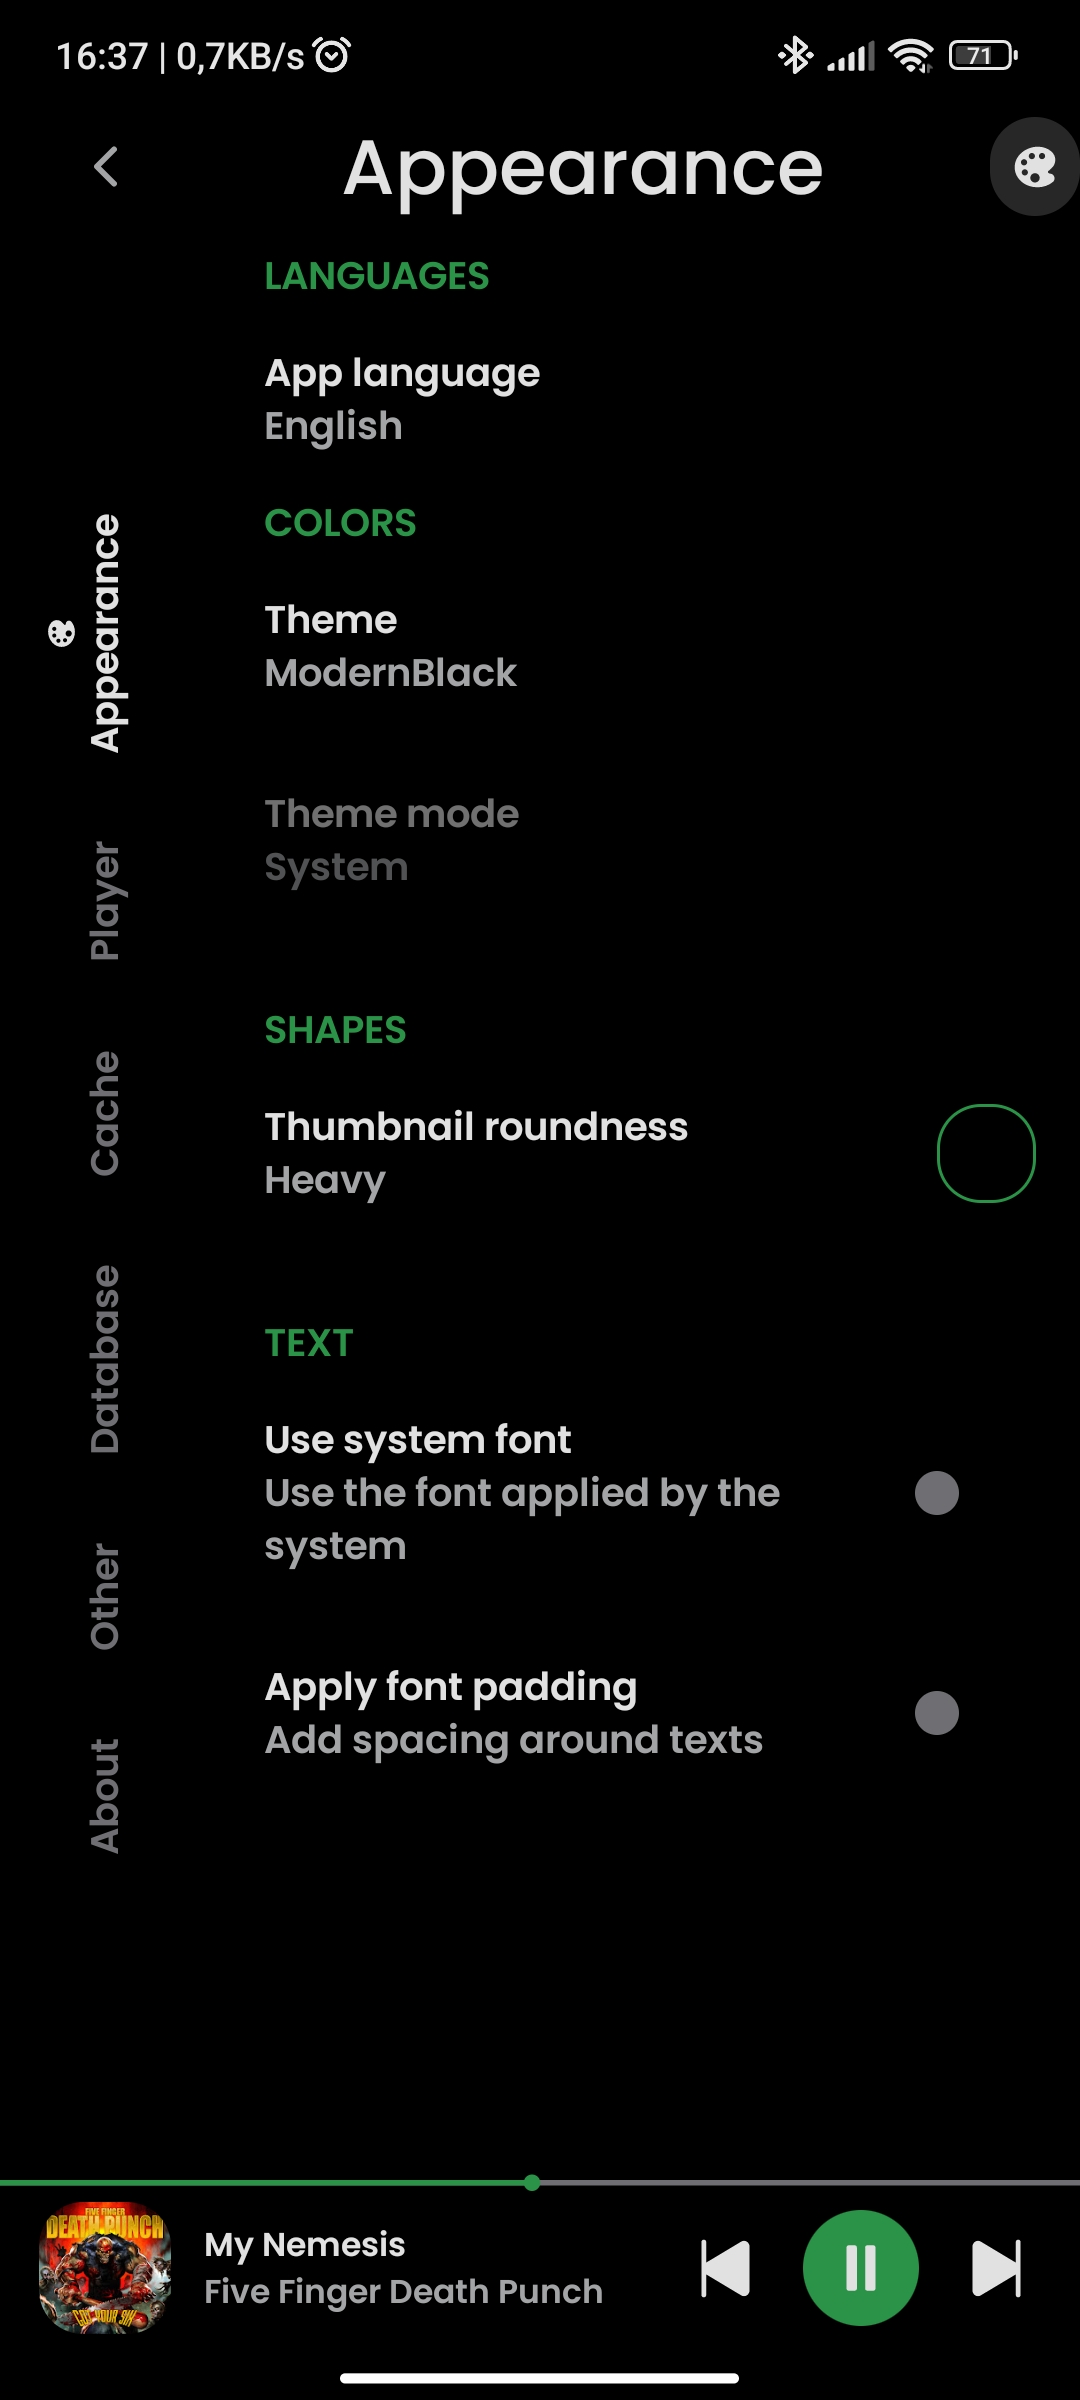 16:37 | 0,7KB/s
71
Appearance
LANGUAGES
App language
English
COLORS
Theme
ModernBlack
Theme mode
System
SHAPES
Thumbnail roundness
Heavy
TEXT
Use system font
Use the font applied by the
system
Apply font padding
Add spacing around texts
Appearance
Player
Cache
Database
Other
About
FIVE FINGER
DEATH PUNCH
GOT YOUR SIX
My Nemesis
Five Finger Death Punch